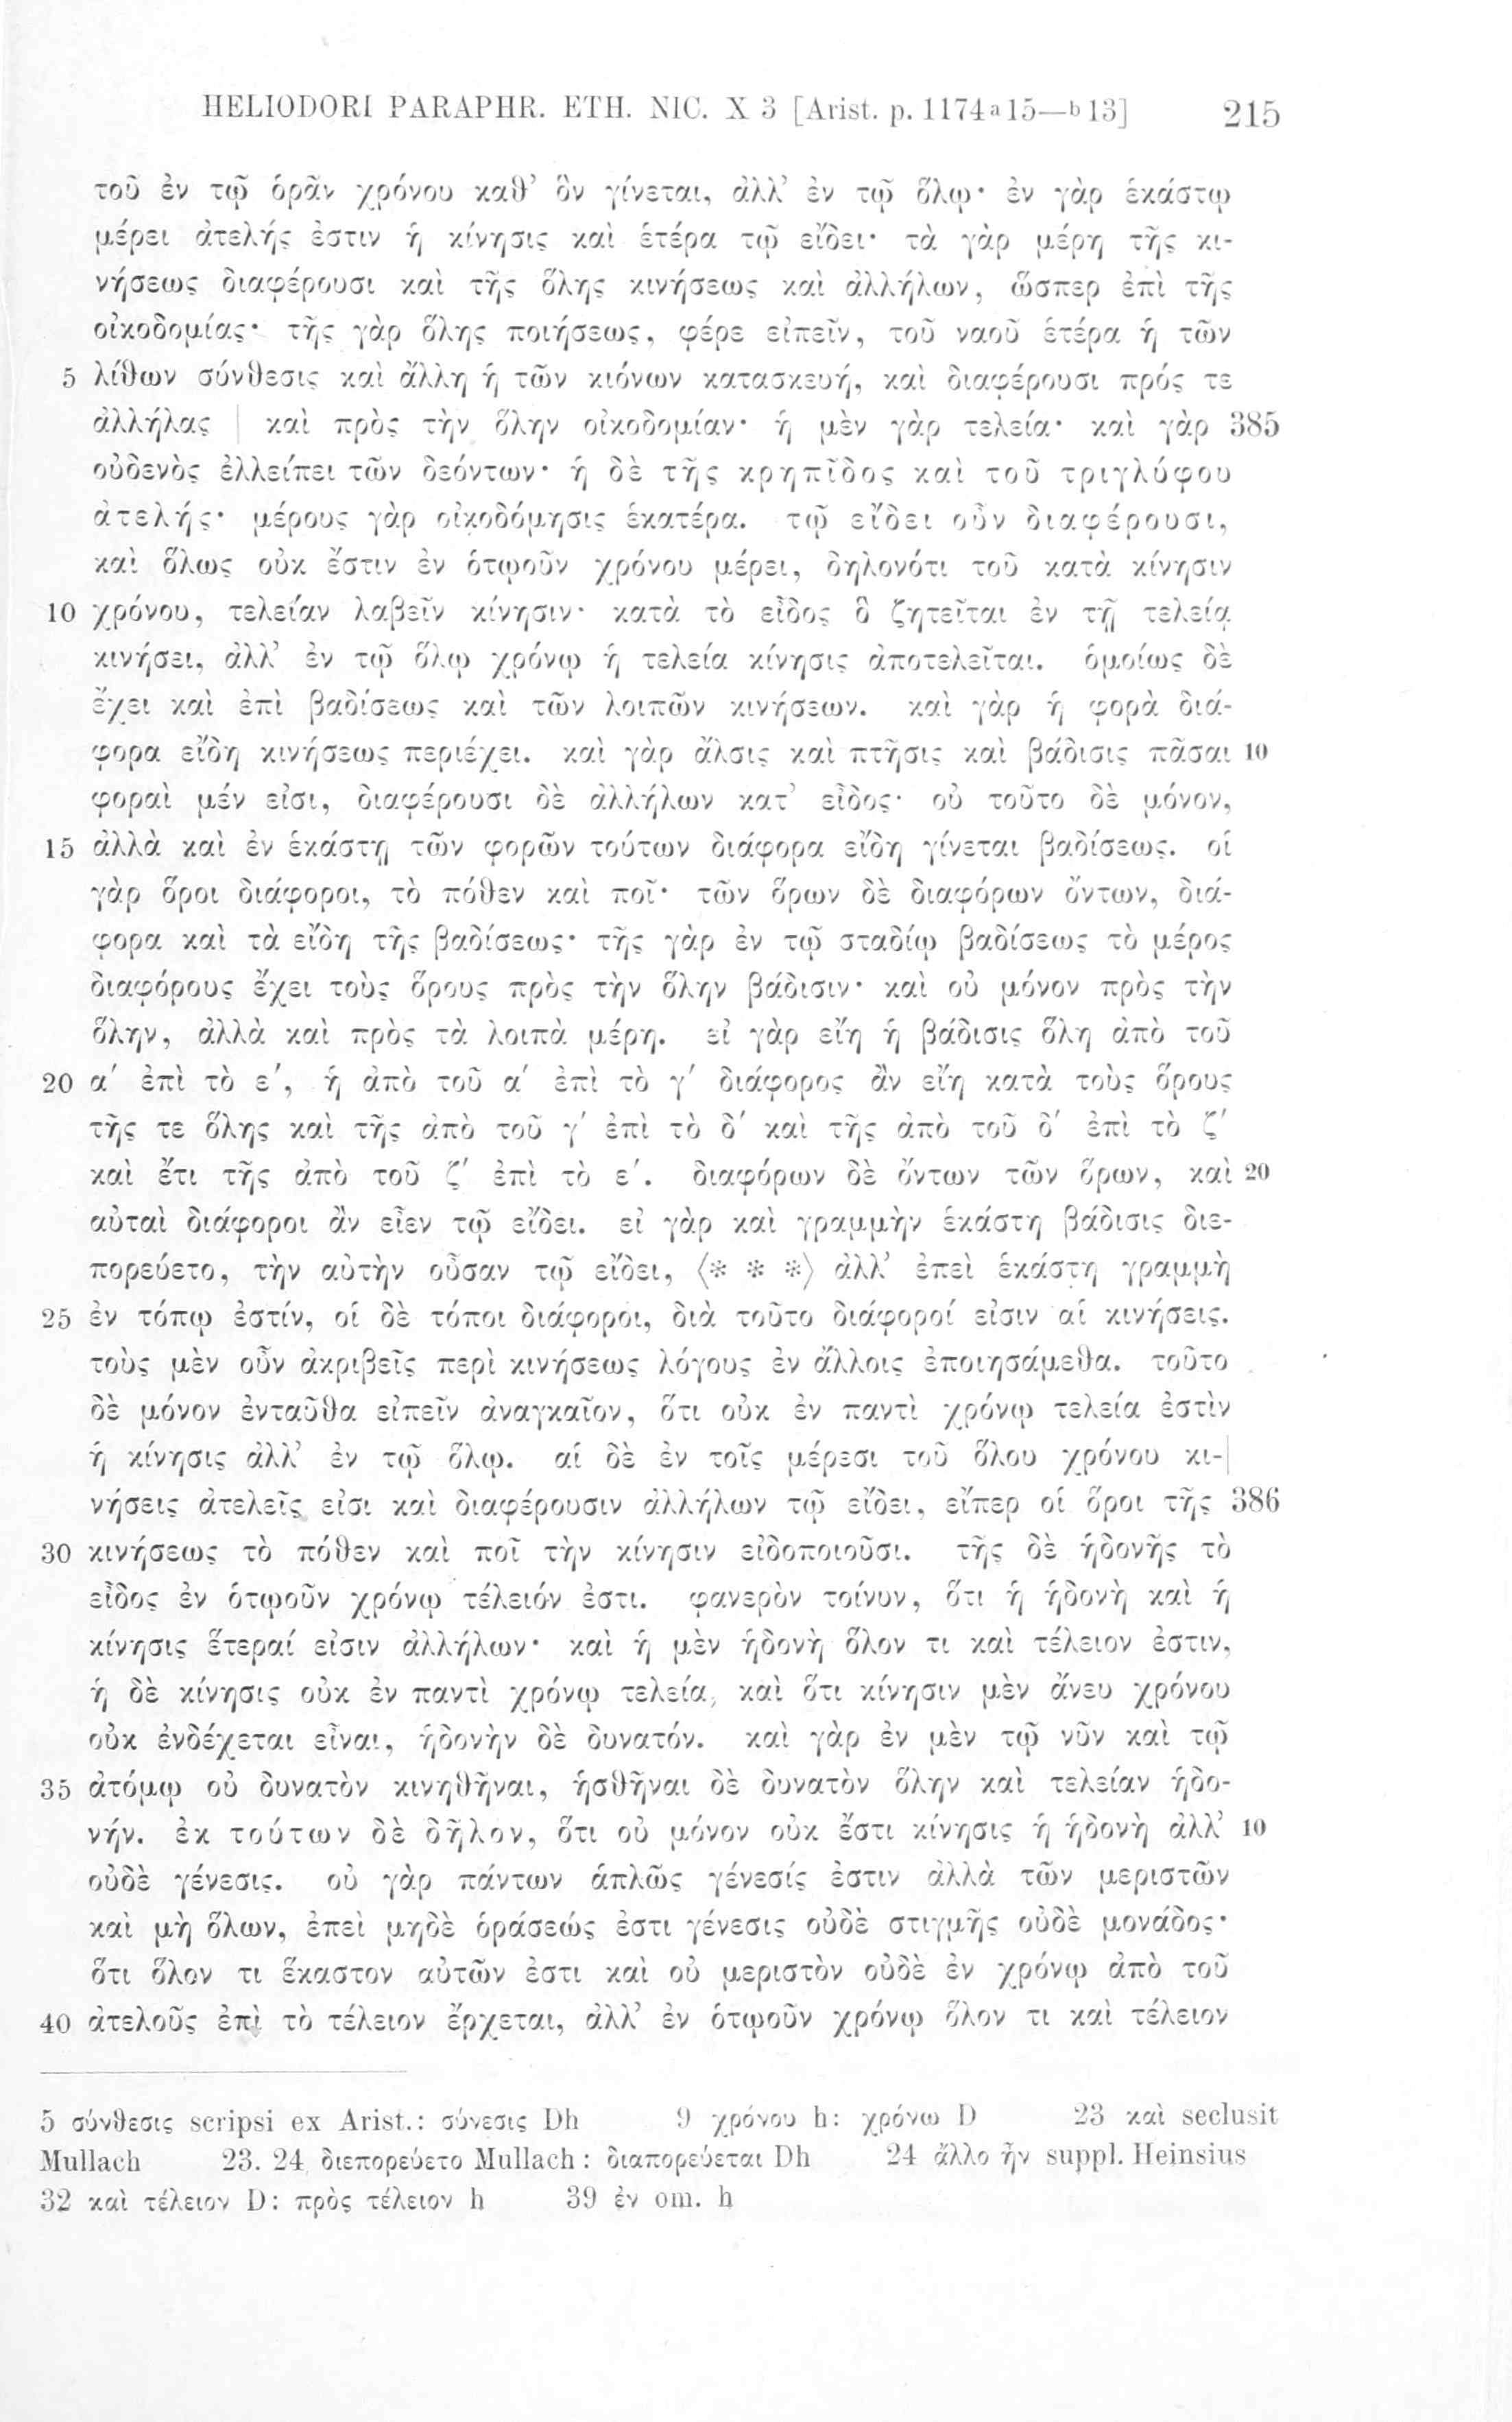 HELIODORI PARAPHR. ETH. NIC. X 3 [Arist. p. 1174ᵃ15—ᵇ13] 215
τοῦ ἐν τῷ ὁρᾶν χρόνου καθ’ ὃν γίνεται, ἀλλ’ ἐν τῷ ὅλῳ· ἐν γὰρ ἑκάστῳ
μέρει ἀτελής ἐστιν ἡ κίνησις καὶ ἑτέρα τῷ εἴδει· τὰ γὰρ μέρη τῆς κι-
νήσεως διαφέρουσι καὶ τῆς ὅλης κινήσεως καὶ ἀλλήλων, ὥσπερ ἐπὶ τῆς
οἰκοδομίας· τῆς γὰρ ὅλης ποιήσεως, φέρε εἰπεῖν, τοῦ ναοῦ ἑτέρα ἡ τῶν
5 λίθων σύνθεσις καὶ ἄλλη ἡ τῶν κιόνων κατασκευή, καὶ διαφέρουσι πρός τε
ἀλλήλας | καὶ πρὸς τὴν ὅλην οἰκοδομίαν· ἡ μὲν γὰρ τελεία· καὶ γὰρ 385
οὐδενὸς ἐλλείπει τῶν δεόντων· ἡ δὲ τῆς κρηπῖδος καὶ τοῦ τριγλύφου
ἀτελής· μέρους γὰρ οἰκοδόμησις ἑκατέρα. τῷ εἴδει οὖν διαφέρουσι,
καὶ ὅλως οὐκ ἔστιν ἐν ὁτῳοῦν χρόνου μέρει, δηλονότι τοῦ κατὰ κίνησιν
10 χρόνου, τελείαν λαβεῖν κίνησιν· κατὰ τὸ εἶδος ὃ ζητεῖται ἐν τῇ τελείᾳ
κινήσει, ἀλλ’ ἐν τῷ ὅλῳ χρόνῳ ἡ τελεία κίνησις ἀποτελεῖται. ὁμοίως δὲ
ἔχει καὶ ἐπὶ βαδίσεως καὶ τῶν λοιπῶν κινήσεων. καὶ γὰρ ἡ φορὰ διά-
φορα εἴδη κινήσεως περιέχει. καὶ γὰρ ἅλσις καὶ πτῆσις καὶ βάδισις πᾶσαι 10
φοραὶ μέν εἰσι, διαφέρουσι δὲ ἀλλήλων κατ’ εἶδος· οὐ τοῦτο δὲ μόνον,
15 ἀλλὰ καὶ ἐν ἑκάστῃ τῶν φορῶν τούτων διάφορα εἴδη γίνεται βαδίσεως. οἱ
γὰρ ὅροι διάφοροι, τὸ πόθεν καὶ ποῖ· τῶν ὅρων δὲ διαφόρων ὄντων, διά-
φορα καὶ τὰ εἴδη τῆς βαδίσεως· τῆς γὰρ ἐν τῷ σταδίῳ βαδίσεως τὸ μέρος
διαφόρους ἔχει τοὺς ὅρους πρὸς τὴν ὅλην βάδισιν· καὶ οὐ μόνον πρὸς τὴν
ὅλην, ἀλλὰ καὶ πρὸς τὰ λοιπὰ μέρη. εἰ γὰρ εἴη ἡ βάδισις ὅλη ἀπὸ τοῦ
20 α΄ ἐπὶ τὸ ε΄, ἡ ἀπὸ τοῦ α΄ ἐπὶ τὸ γ΄ διάφορος ἂν εἴη κατὰ τοὺς ὅρους
τῆς τε ὅλης καὶ τῆς ἀπὸ τοῦ γ΄ ἐπὶ τὸ δ΄ καὶ τῆς ἀπὸ τοῦ δ΄ ἐπὶ τὸ ζ΄
καὶ ἔτι τῆς ἀπὸ τοῦ ζ΄ ἐπὶ τὸ ε΄. διαφόρων δὲ ὄντων τῶν ὅρων, καὶ 20
αὐταὶ διάφοροι ἂν εἶεν τῷ εἴδει. εἰ γὰρ καὶ γραμμὴν ἑκάστη βάδισις διε-
πορεύετο, τὴν αὐτὴν οὖσαν τῷ εἴδει, ⟨* * *⟩ ἀλλ’ ἐπεὶ ἑκάστη γραμμὴ
25 ἐν τόπῳ ἐστίν, οἱ δὲ τόποι διάφοροι, διὰ τοῦτο διάφοροί εἰσιν αἱ κινήσεις.
τοὺς μὲν οὖν ἀκριβεῖς περὶ κινήσεως λόγους ἐν ἄλλοις ἐποιησάμεθα. τοῦτο
δὲ μόνον ἐνταῦθα εἰπεῖν ἀναγκαῖον, ὅτι οὐκ ἐν παντὶ χρόνῳ τελεία ἐστὶν
ἡ κίνησις ἀλλ’ ἐν τῷ ὅλῳ. αἱ δὲ ἐν τοῖς μέρεσι τοῦ ὅλου χρόνου κι-|
νήσεις ἀτελεῖς εἰσι καὶ διαφέρουσιν ἀλλήλων τῷ εἴδει, εἴπερ οἱ ὅροι τῆς 386
30 κινήσεως τὸ πόθεν καὶ ποῖ τὴν κίνησιν εἰδοποιοῦσι. τῆς δὲ ἡδονῆς τὸ
εἶδος ἐν ὁτῳοῦν χρόνῳ τέλειόν ἐστι. φανερὸν τοίνυν, ὅτι ἡ ἡδονὴ καὶ ἡ
κίνησις ἕτεραί εἰσιν ἀλλήλων· καὶ ἡ μὲν ἡδονὴ ὅλον τι καὶ τέλειον ἐστιν,
ἡ δὲ κίνησις οὐκ ἐν παντὶ χρόνῳ τελεία, καὶ ὅτι κίνησιν μὲν ἄνευ χρόνου
οὐκ ἐνδέχεται εἶναι, ἡδονὴν δὲ δυνατόν. καὶ γὰρ ἐν μὲν τῷ νῦν καὶ τῷ
35 ἀτόμῳ οὐ δυνατὸν κινηθῆναι, ἡσθῆναι δὲ δυνατὸν ὅλην καὶ τελείαν ἡδο-
νήν. ἐκ τούτων δὲ δῆλον, ὅτι οὐ μόνον οὐκ ἔστι κίνησις ἡ ἡδονὴ ἀλλ’ 10
οὐδὲ γένεσις. οὐ γὰρ πάντων ἁπλῶς γένεσίς ἐστιν ἀλλὰ τῶν μεριστῶν
καὶ μὴ ὅλων, ἐπεὶ μηδὲ ὁράσεώς ἐστι γένεσις οὐδὲ στιγμῆς οὐδὲ μονάδος·
ὅτι ὅλον τι ἕκαστον αὐτῶν ἐστι καὶ οὐ μεριστὸν οὐδὲ ἐν χρόνῳ ἀπὸ τοῦ
40 ἀτελοῦς ἐπὶ τὸ τέλειον ἔρχεται, ἀλλ’ ἐν ὁτῳοῦν χρόνῳ ὅλον τι καὶ τέλειον
5 σύνθεσις scripsi ex Arist.: σύνεσις Dh 9 χρόνου h: χρόνω D 23 καὶ seclusit
Mullach 23. 24 διεπορεύετο Mullach: διαπορεύεται Dh 24 ἄλλο ἦν suppl. Heinsius
32 καὶ τέλειον D: πρὸς τέλειον h 39 ἐν om. h